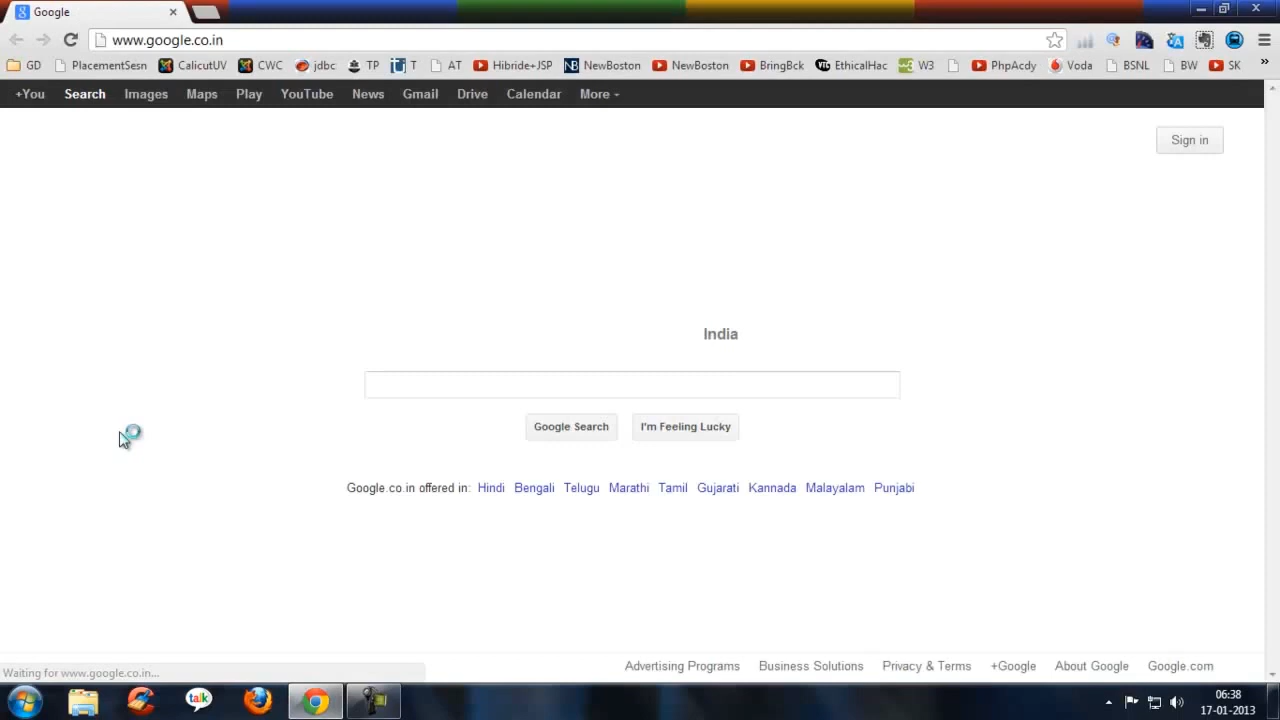 Google
www.google.co.in
GD PlacementSesn CalicutUV CWC jdbc TP T AT Hibride+JSP NewBoston NewBoston BringBck EthicalHac W3 PhpAcdy Voda BSNL BW SK »
+You Search Images Maps Play YouTube News Gmail Drive Calendar More
Sign in
India
Google Search I'm Feeling Lucky
Google.co.in offered in: Hindi Bengali Telugu Marathi Tamil Gujarati Kannada Malayalam Punjabi
Advertising Programs Business Solutions Privacy & Terms +Google About Google Google.com
Waiting for www.google.co.in...
talk
06:38
17-01-2013